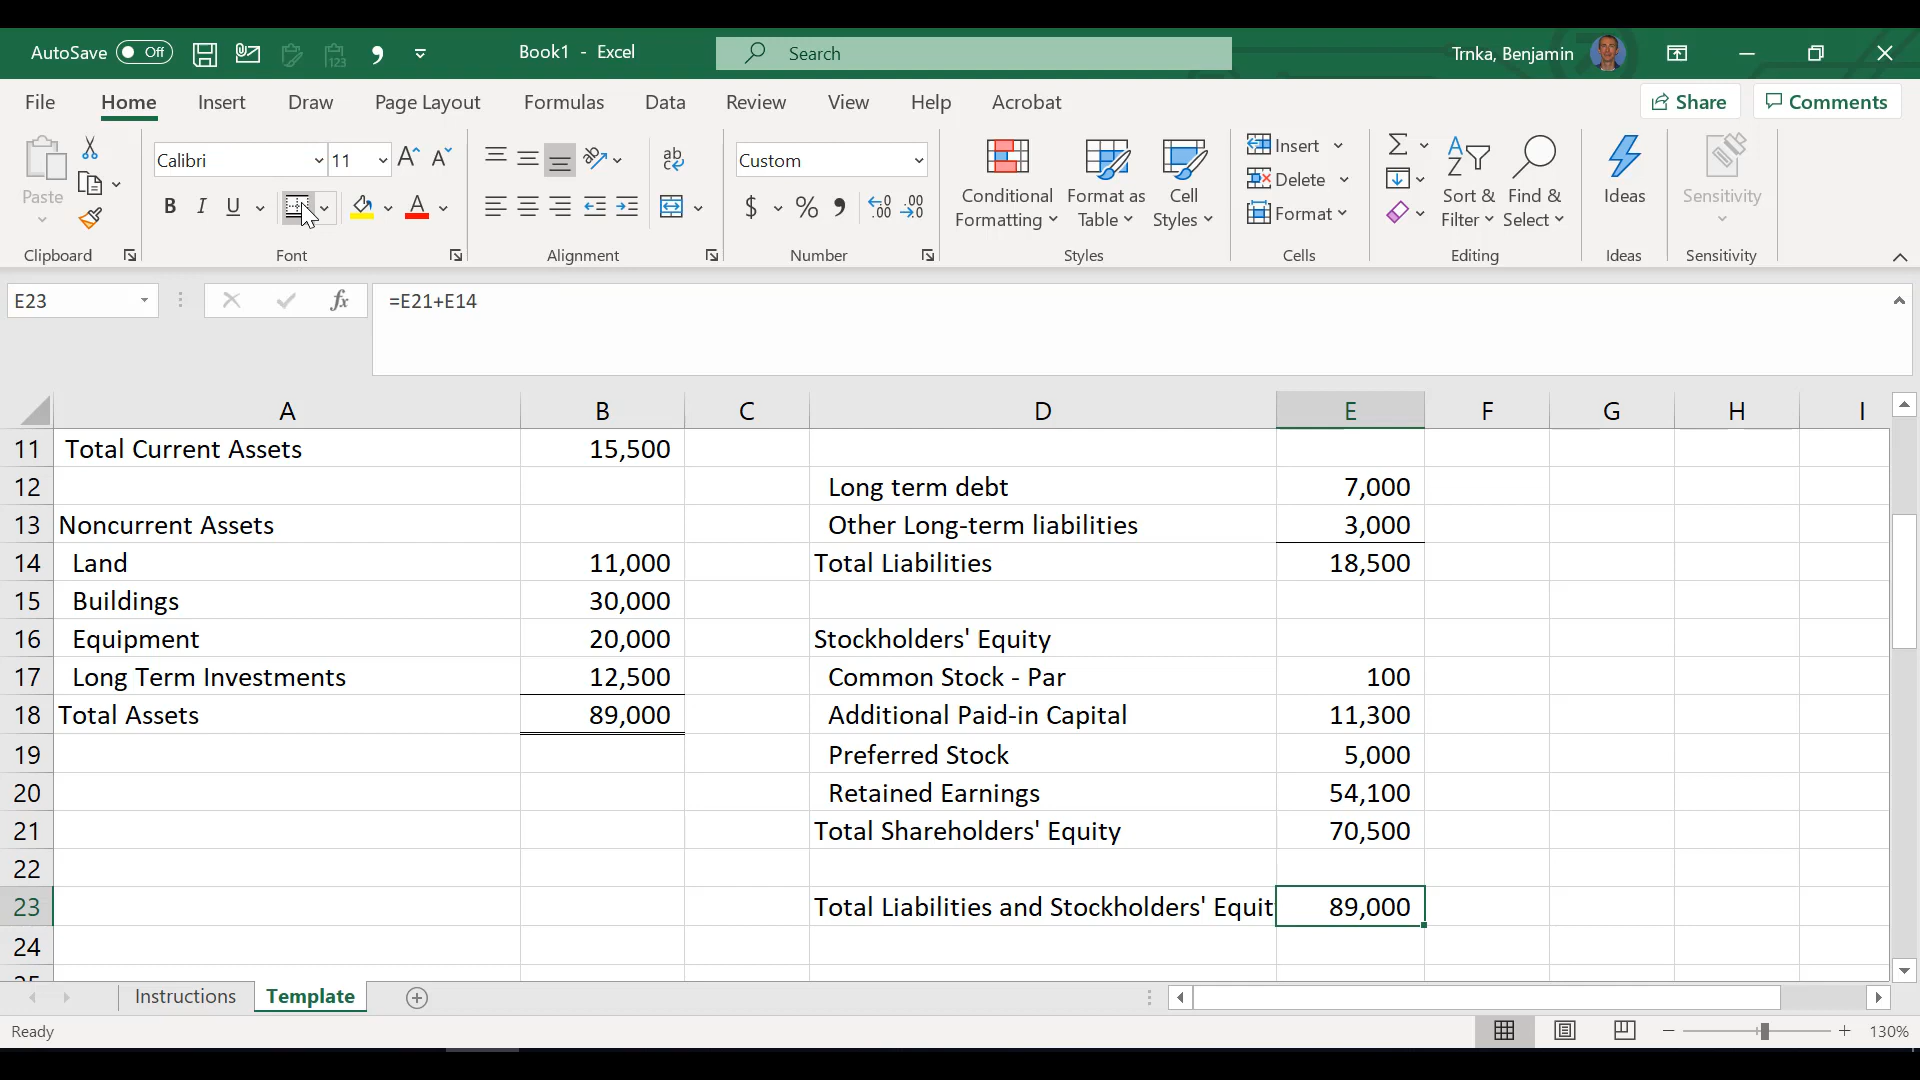 AutoSave Off Book1 - Excel Search Trnka, Benjamin
File Home Insert Draw Page Layout Formulas Data Review View Help Acrobat Share Comments
Paste
Clipboard
Calibri 11
B I U A
Font
ab
Alignment
Custom
$ % 9 .00 .00
Number
Conditional Formatting
Format as Table
Cell Styles
Styles
Insert
Delete
Format
Cells
Sort & Filter
Find & Select
Editing
Ideas
Ideas
Sensitivity
Sensitivity
E23 fx =E21+E14
A B C D E F G H I
11 Total Current Assets 15,500
12 Long term debt 7,000
13 Noncurrent Assets Other Long-term liabilities 3,000
14 Land 11,000 Total Liabilities 18,500
15 Buildings 30,000
16 Equipment 20,000 Stockholders' Equity
17 Long Term Investments 12,500 Common Stock - Par 100
18 Total Assets 89,000 Additional Paid-in Capital 11,300
19 Preferred Stock 5,000
20 Retained Earnings 54,100
21 Total Shareholders' Equity 70,500
22
23 Total Liabilities and Stockholders' Equit 89,000
24
Instructions Template
Ready 130%